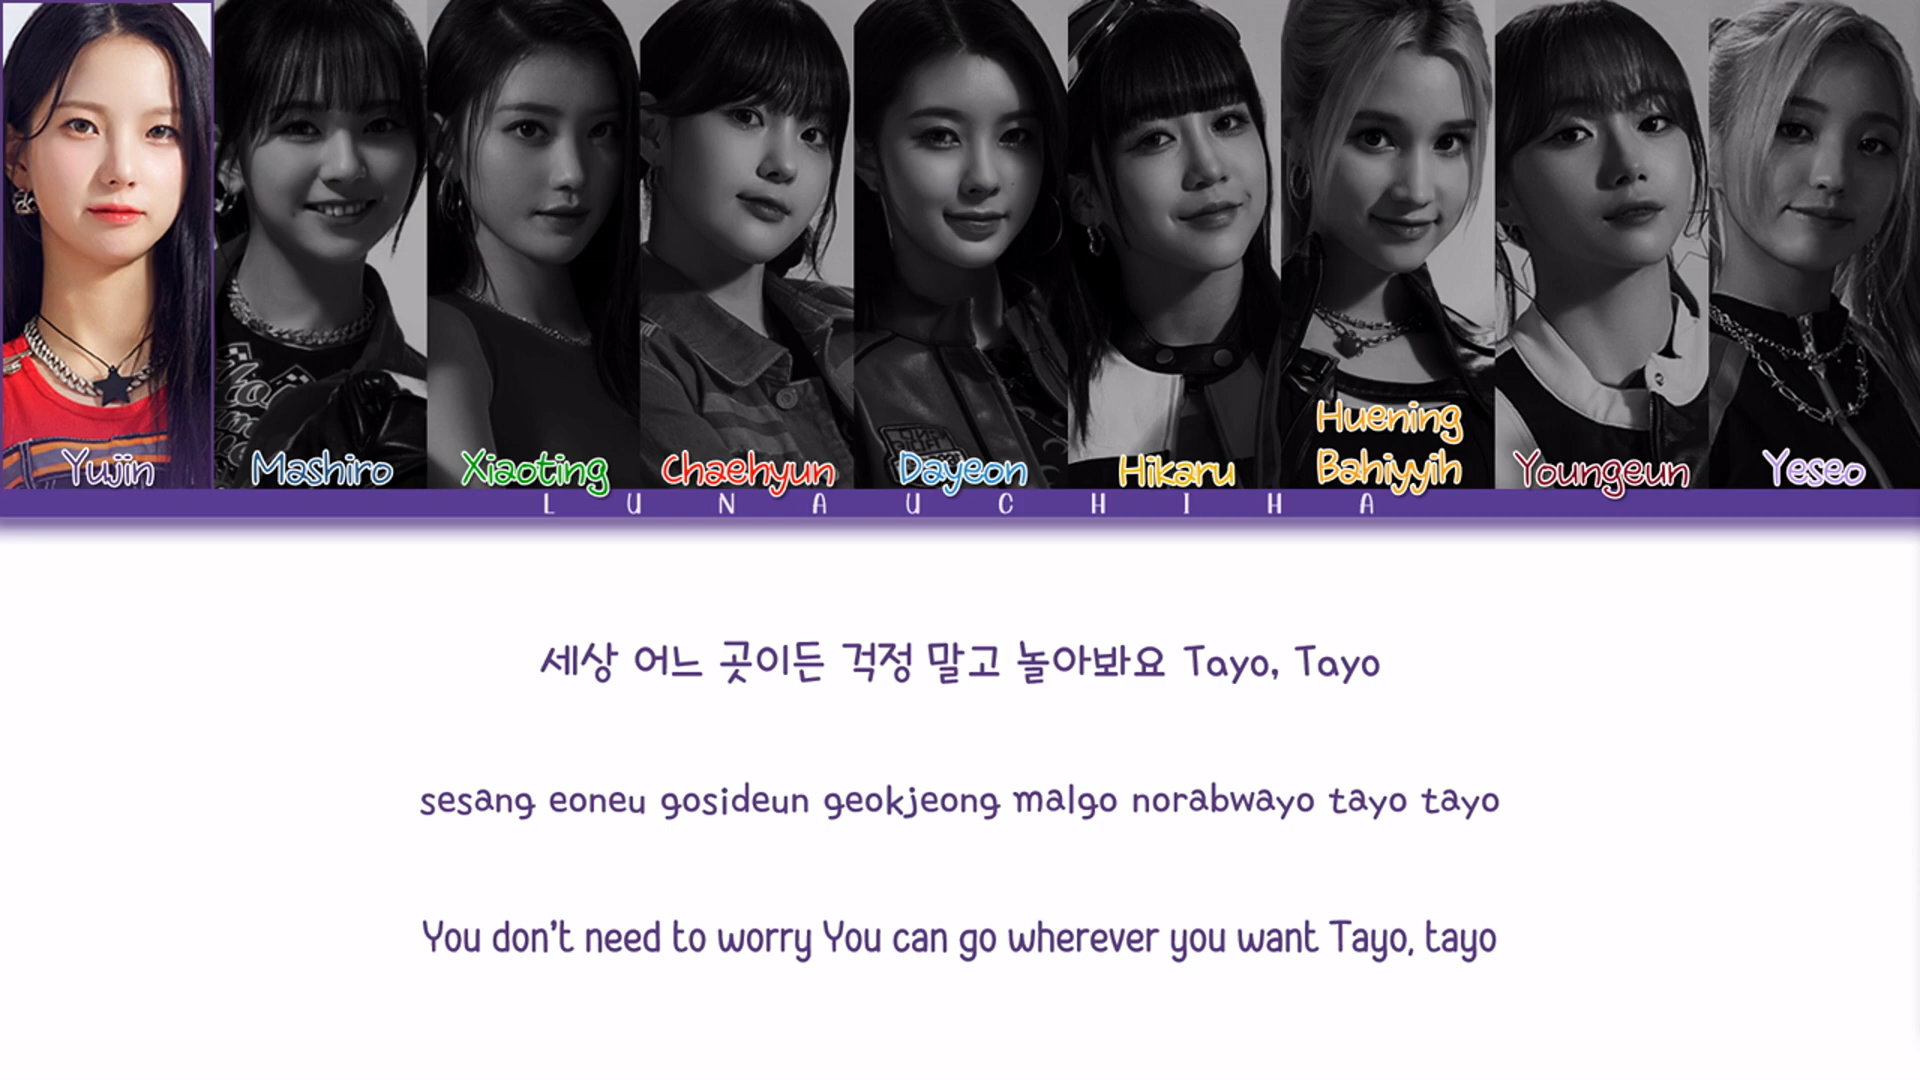 Yujin
Mashiro
Xiaoting
Chaehyun
Dayeon
Hikaru
Huening
Bahiyyih
Youngeun
Yeseo
L U N A U C H I H A
세상 어느 곳이든 걱정 말고 놀아봐요 Tayo, Tayo
sesang eoneu gosideun geokjeong malgo norabwayo tayo tayo
You don't need to worry You can go wherever you want Tayo, tayo